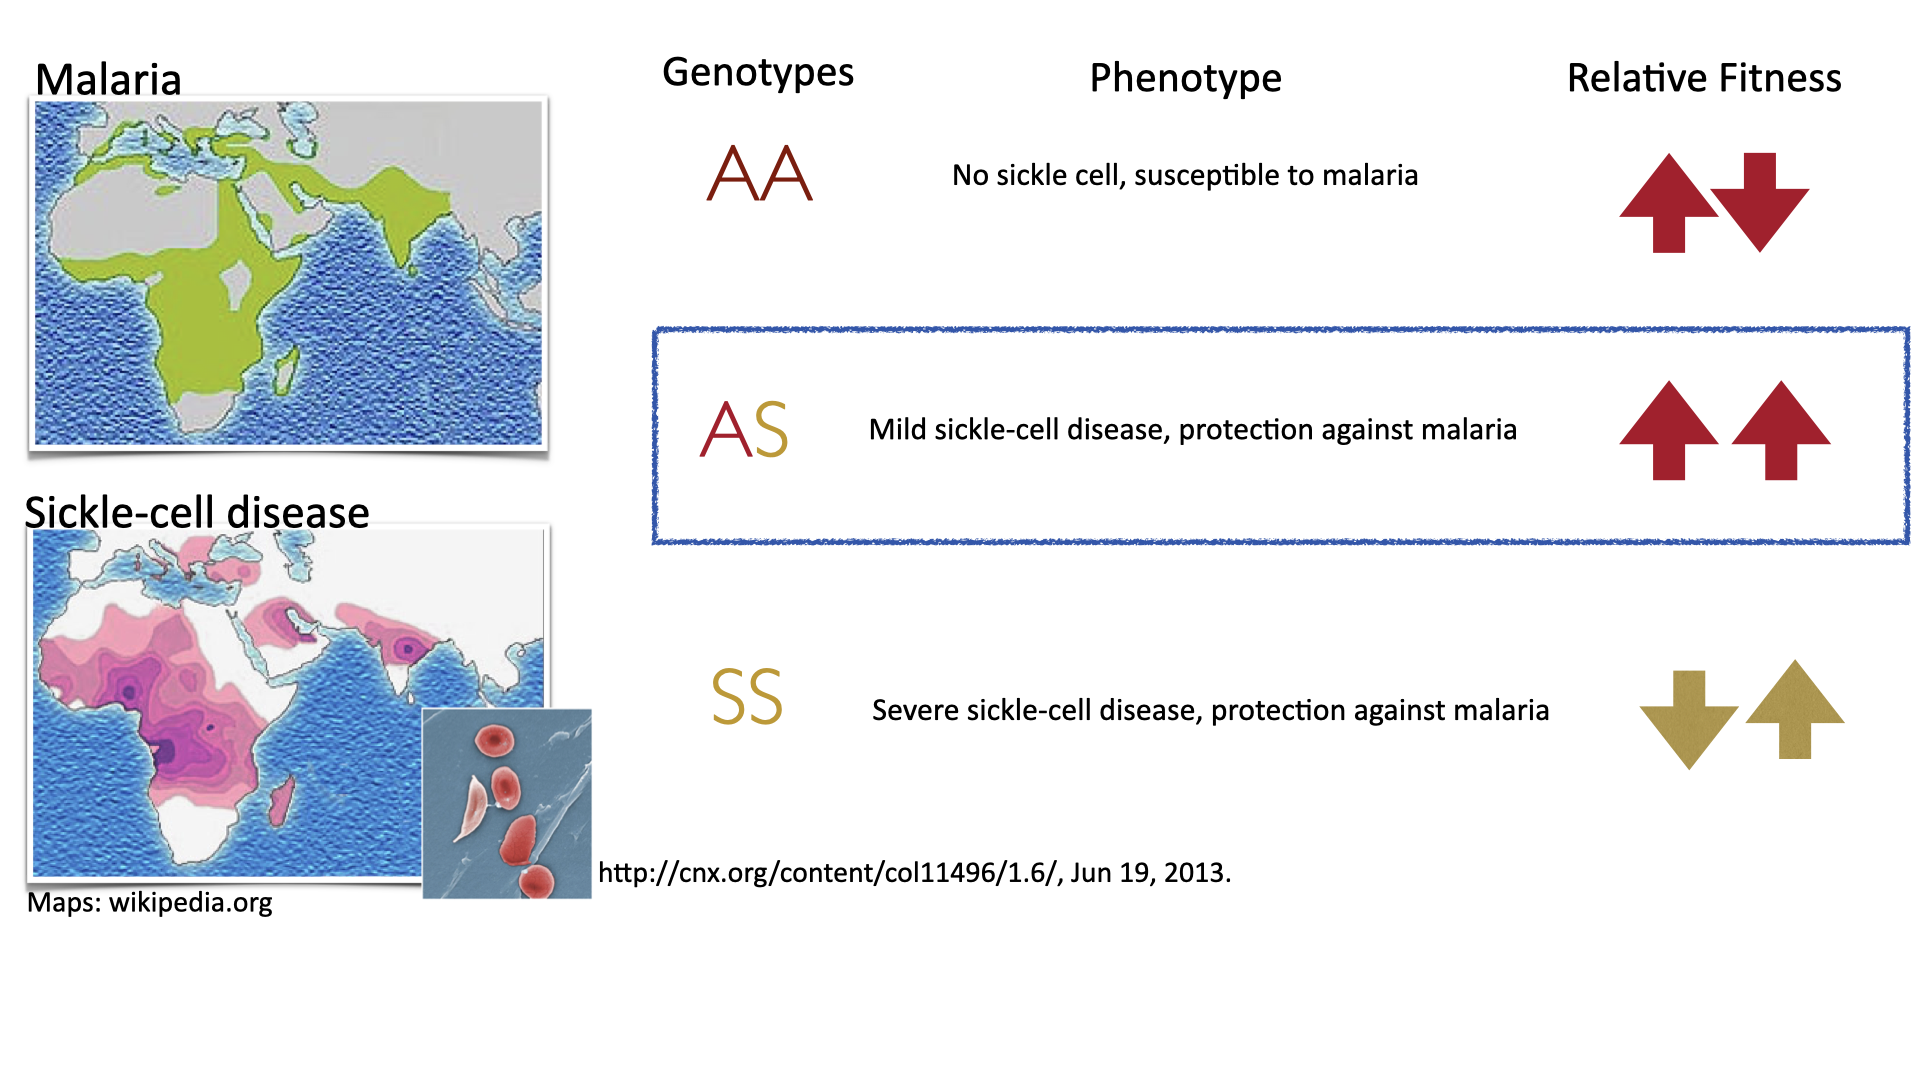 Malaria
Sickle-cell disease
Maps: wikipedia.org
http://cnx.org/content/col11496/1.6/, Jun 19, 2013.
Genotypes
Phenotype
Relative Fitness
AA
No sickle cell, susceptible to malaria
AS
Mild sickle-cell disease, protection against malaria
SS
Severe sickle-cell disease, protection against malaria